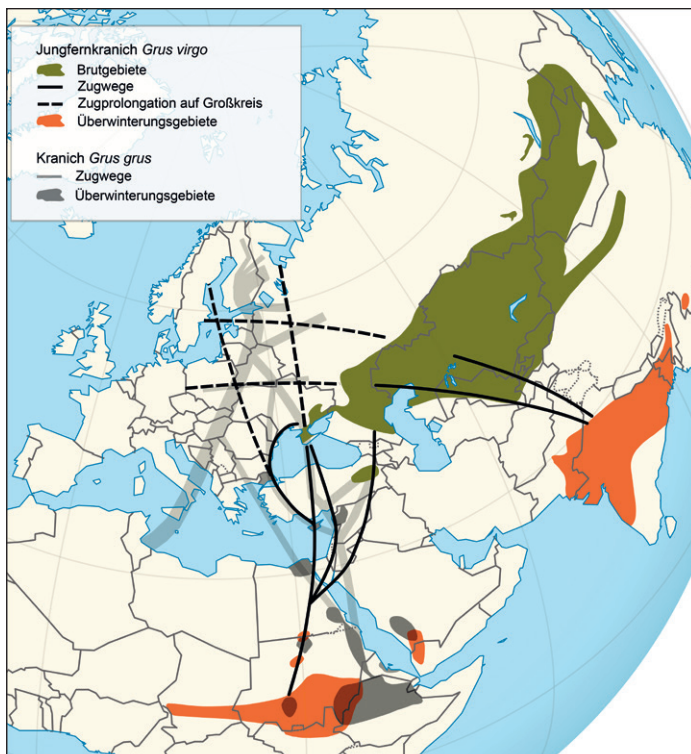 Jungfernkranich Grus virgo
Brutgebiete
Zugwege
Zugprolongation auf Großkreis
Überwinterungsgebiete
Kranich Grus grus
Zugwege
Überwinterungsgebiete